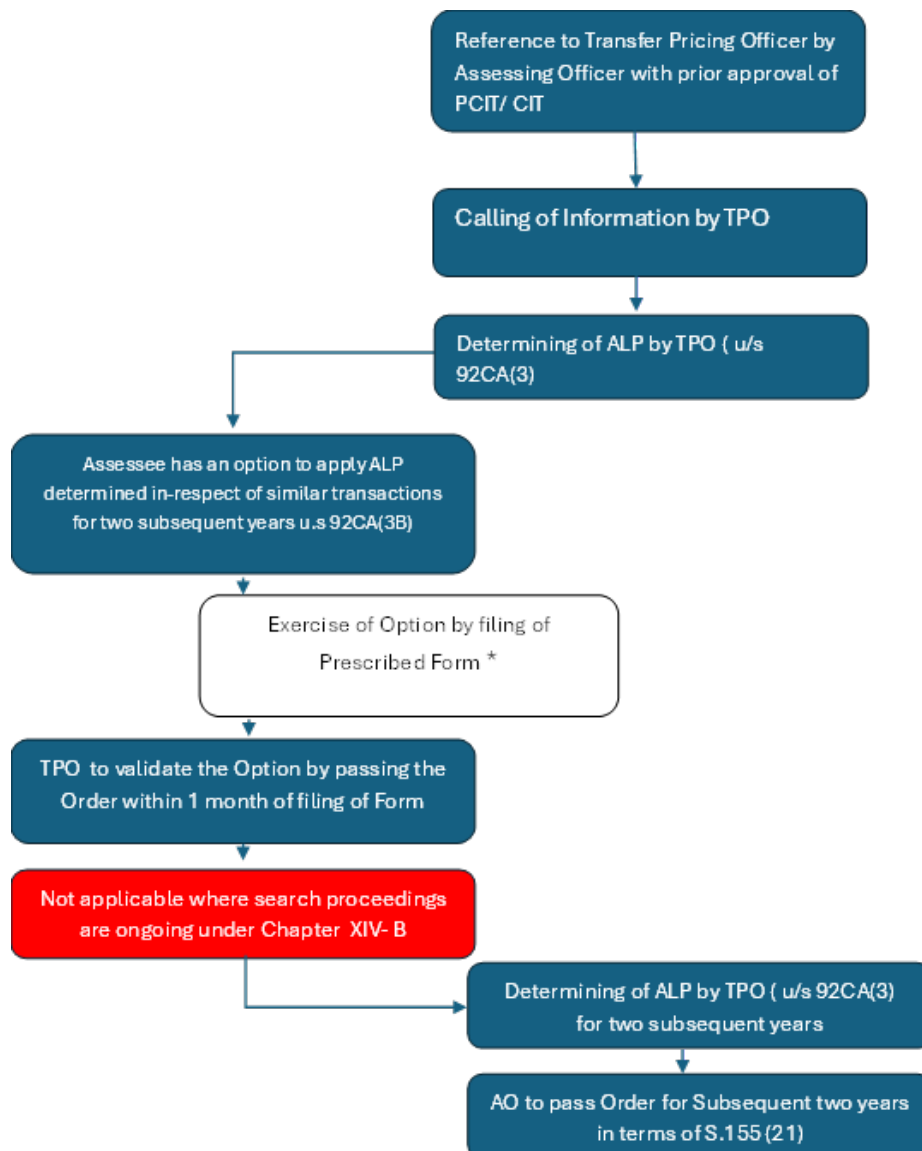 Reference to Transfer Pricing Officer by
Assessing Officer with prior approval of
PCIT/ CIT
Calling of Information by TPO
Determining of ALP by TPO ( u/s
92CA(3)
Assessee has an option to apply ALP
determined in-respect of similar transactions
for two subsequent years u.s 92CA(3B)
Exercise of Option by filing of
Prescribed Form *
TPO to validate the Option by passing the
Order within 1 month of filing of Form
Not applicable where search proceedings
are ongoing under Chapter XIV- B
Determining of ALP by TPO ( u/s 92CA(3)
for two subsequent years
AO to pass Order for Subsequent two years
in terms of S.155 (21)